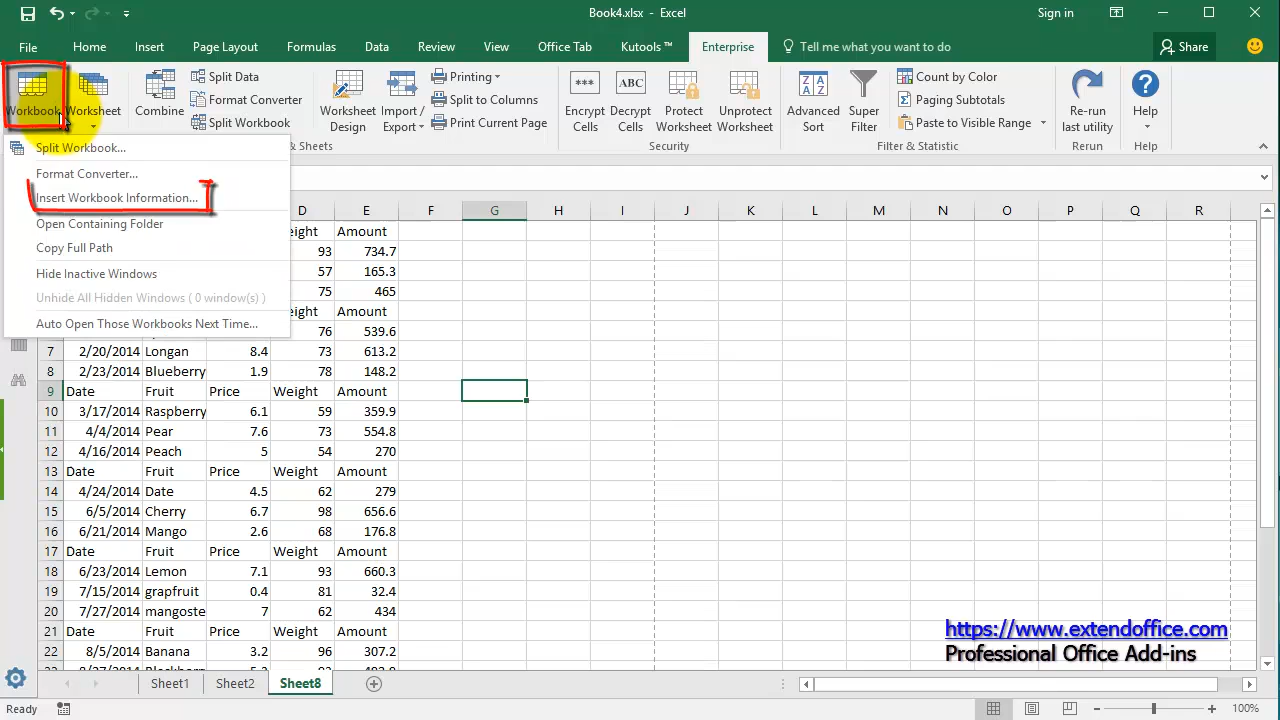 Book4.xlsx - Excel
Sign in
File Home Insert Page Layout Formulas Data Review View Office Tab Kutools ™ Enterprise Tell me what you want to do Share
Workbook Worksheet Combine Split Data Format Converter Split Workbook
Worksheet Design Import / Export Printing Split to Columns Print Current Page
Encrypt Cells Decrypt Cells Protect Worksheet Unprotect Worksheet
Advanced Sort Super Filter Count by Color Paging Subtotals Paste to Visible Range
Re-run last utility Help
& Sheets Security Filter & Statistic Rerun Help
Split Workbook...
Format Converter...
Insert Workbook Information...
Open Containing Folder
Copy Full Path
Hide Inactive Windows
Unhide All Hidden Windows ( 0 window(s) )
Auto Open Those Workbooks Next Time...
D E F G H I J K L M N O P Q R
eight Amount
93 734.7
57 165.3
75 465
eight Amount
76 539.6
7 2/20/2014 Longan 8.4 73 613.2
8 2/23/2014 Blueberry 1.9 78 148.2
9 Date Fruit Price Weight Amount
10 3/17/2014 Raspberry 6.1 59 359.9
11 4/4/2014 Pear 7.6 73 554.8
12 4/16/2014 Peach 5 54 270
13 Date Fruit Price Weight Amount
14 4/24/2014 Date 4.5 62 279
15 6/5/2014 Cherry 6.7 98 656.6
16 6/21/2014 Mango 2.6 68 176.8
17 Date Fruit Price Weight Amount
18 6/23/2014 Lemon 7.1 93 660.3
19 7/15/2014 grapfruit 0.4 81 32.4
20 7/27/2014 mangoste 7 62 434
21 Date Fruit Price Weight Amount
22 8/5/2014 Banana 3.2 96 307.2
https://www.extendoffice.com
Professional Office Add-ins
Sheet1 Sheet2 Sheet8
Ready 100%